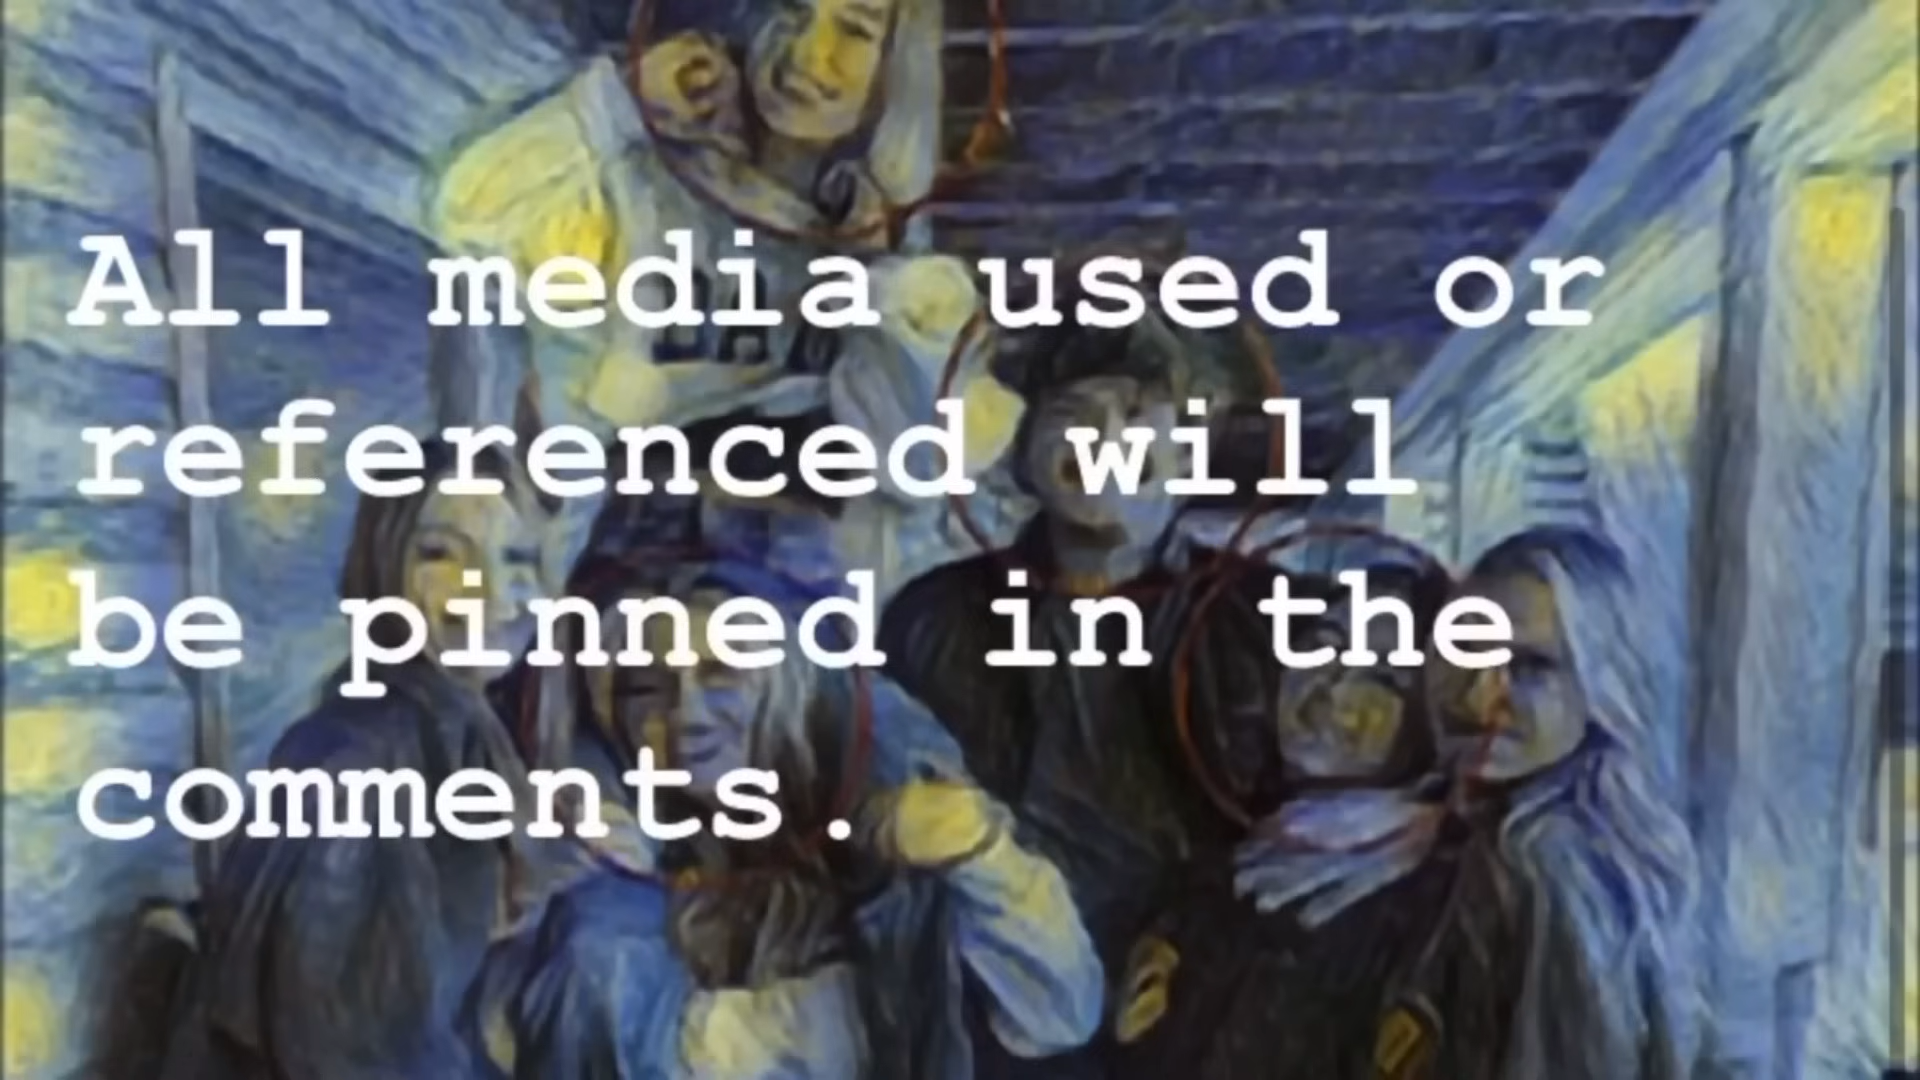 All media used or
referenced will
be pinned in the
comments.